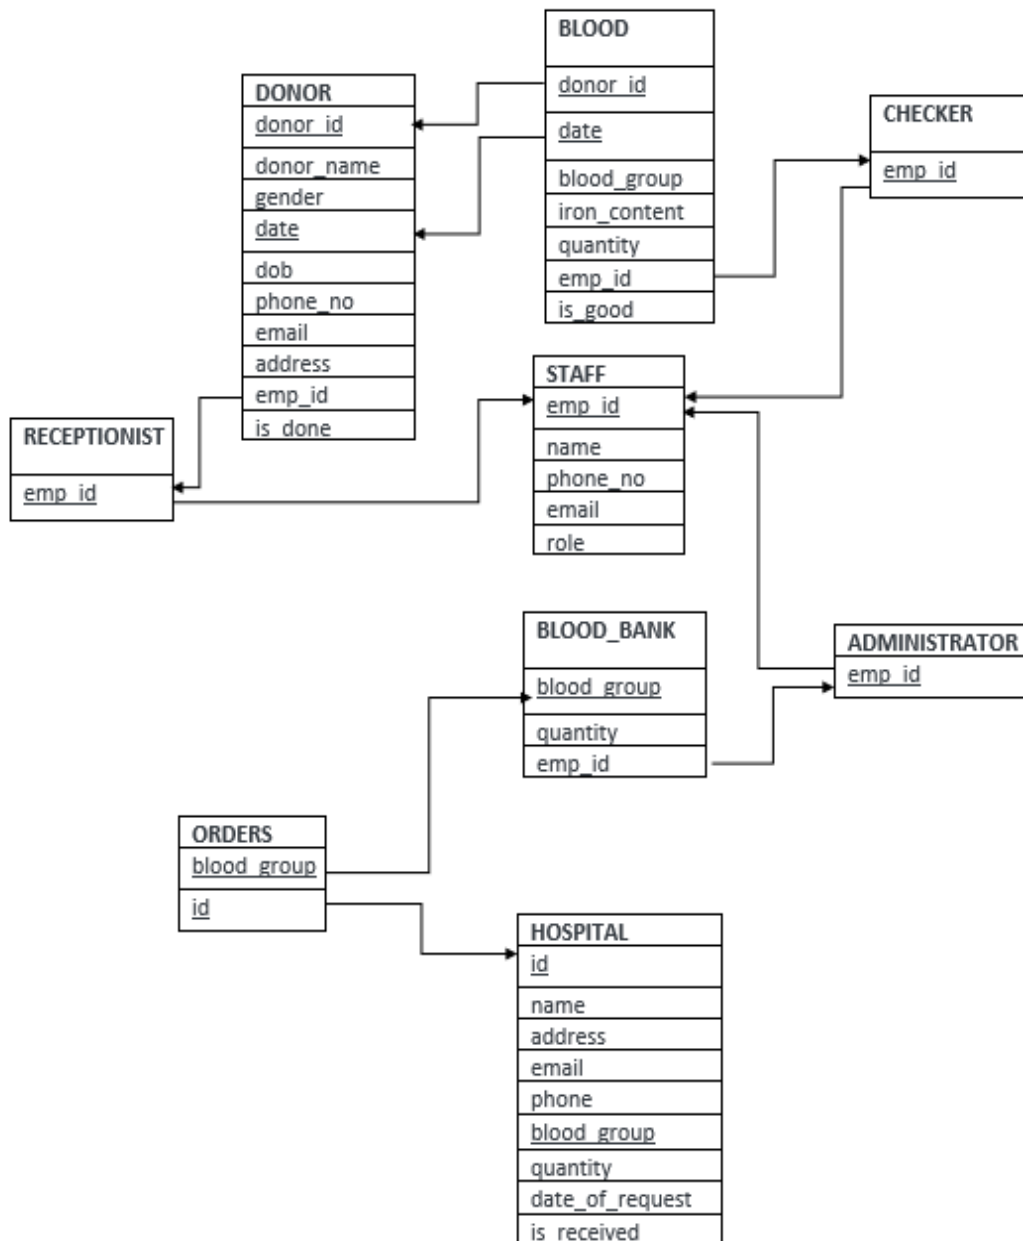 BLOOD
donor_id
date
blood_group
iron_content
quantity
emp_id
is_good
DONOR
donor_id
donor_name
gender
date
dob
phone_no
email
address
emp_id
is_done
CHECKER
emp_id
STAFF
emp_id
name
phone_no
email
role
RECEPTIONIST
emp_id
BLOOD_BANK
blood_group
quantity
emp_id
ADMINISTRATOR
emp_id
ORDERS
blood_group
id
HOSPITAL
id
name
address
email
phone
blood_group
quantity
date_of_request
is_received